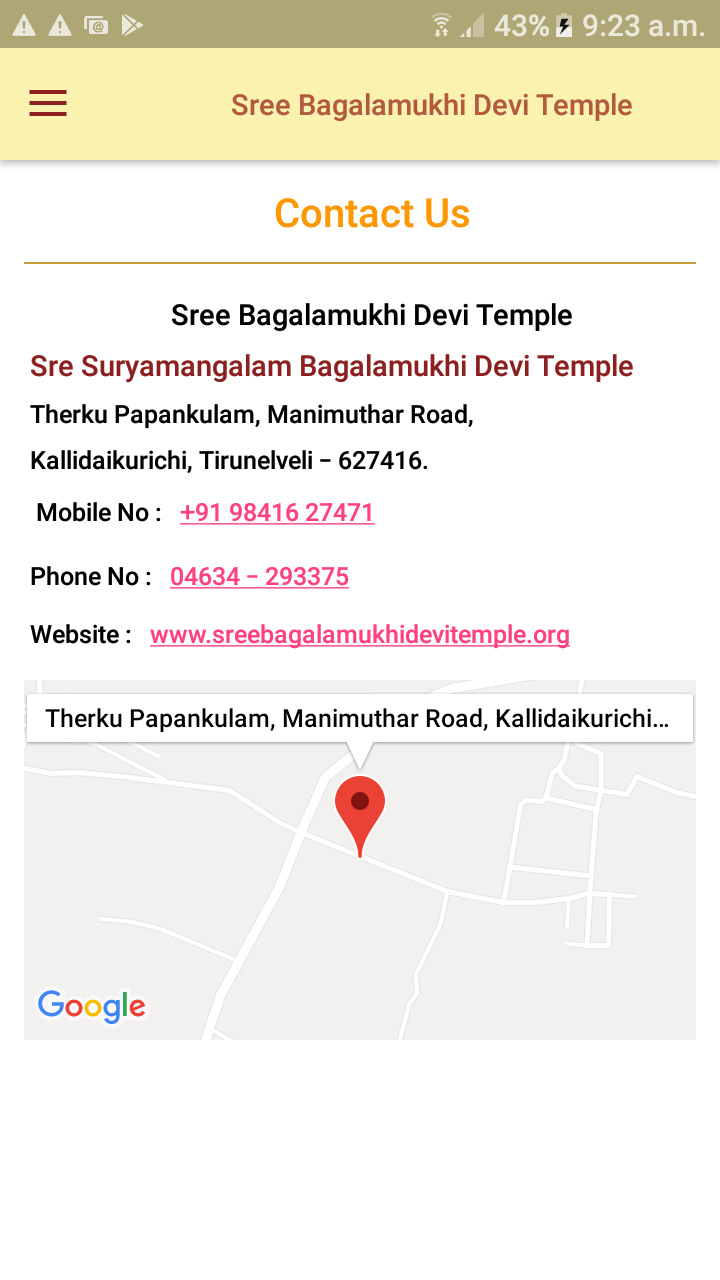 43% 9:23 a.m.
Sree Bagalamukhi Devi Temple
Contact Us
Sree Bagalamukhi Devi Temple
Sre Suryamangalam Bagalamukhi Devi Temple
Therku Papankulam, Manimuthar Road,
Kallidaikurichi, Tirunelveli – 627416.
Mobile No : +91 98416 27471
Phone No : 04634 – 293375
Website : www.sreebagalamukhidevitemple.org
Therku Papankulam, Manimuthar Road, Kallidaikurichi...
Google